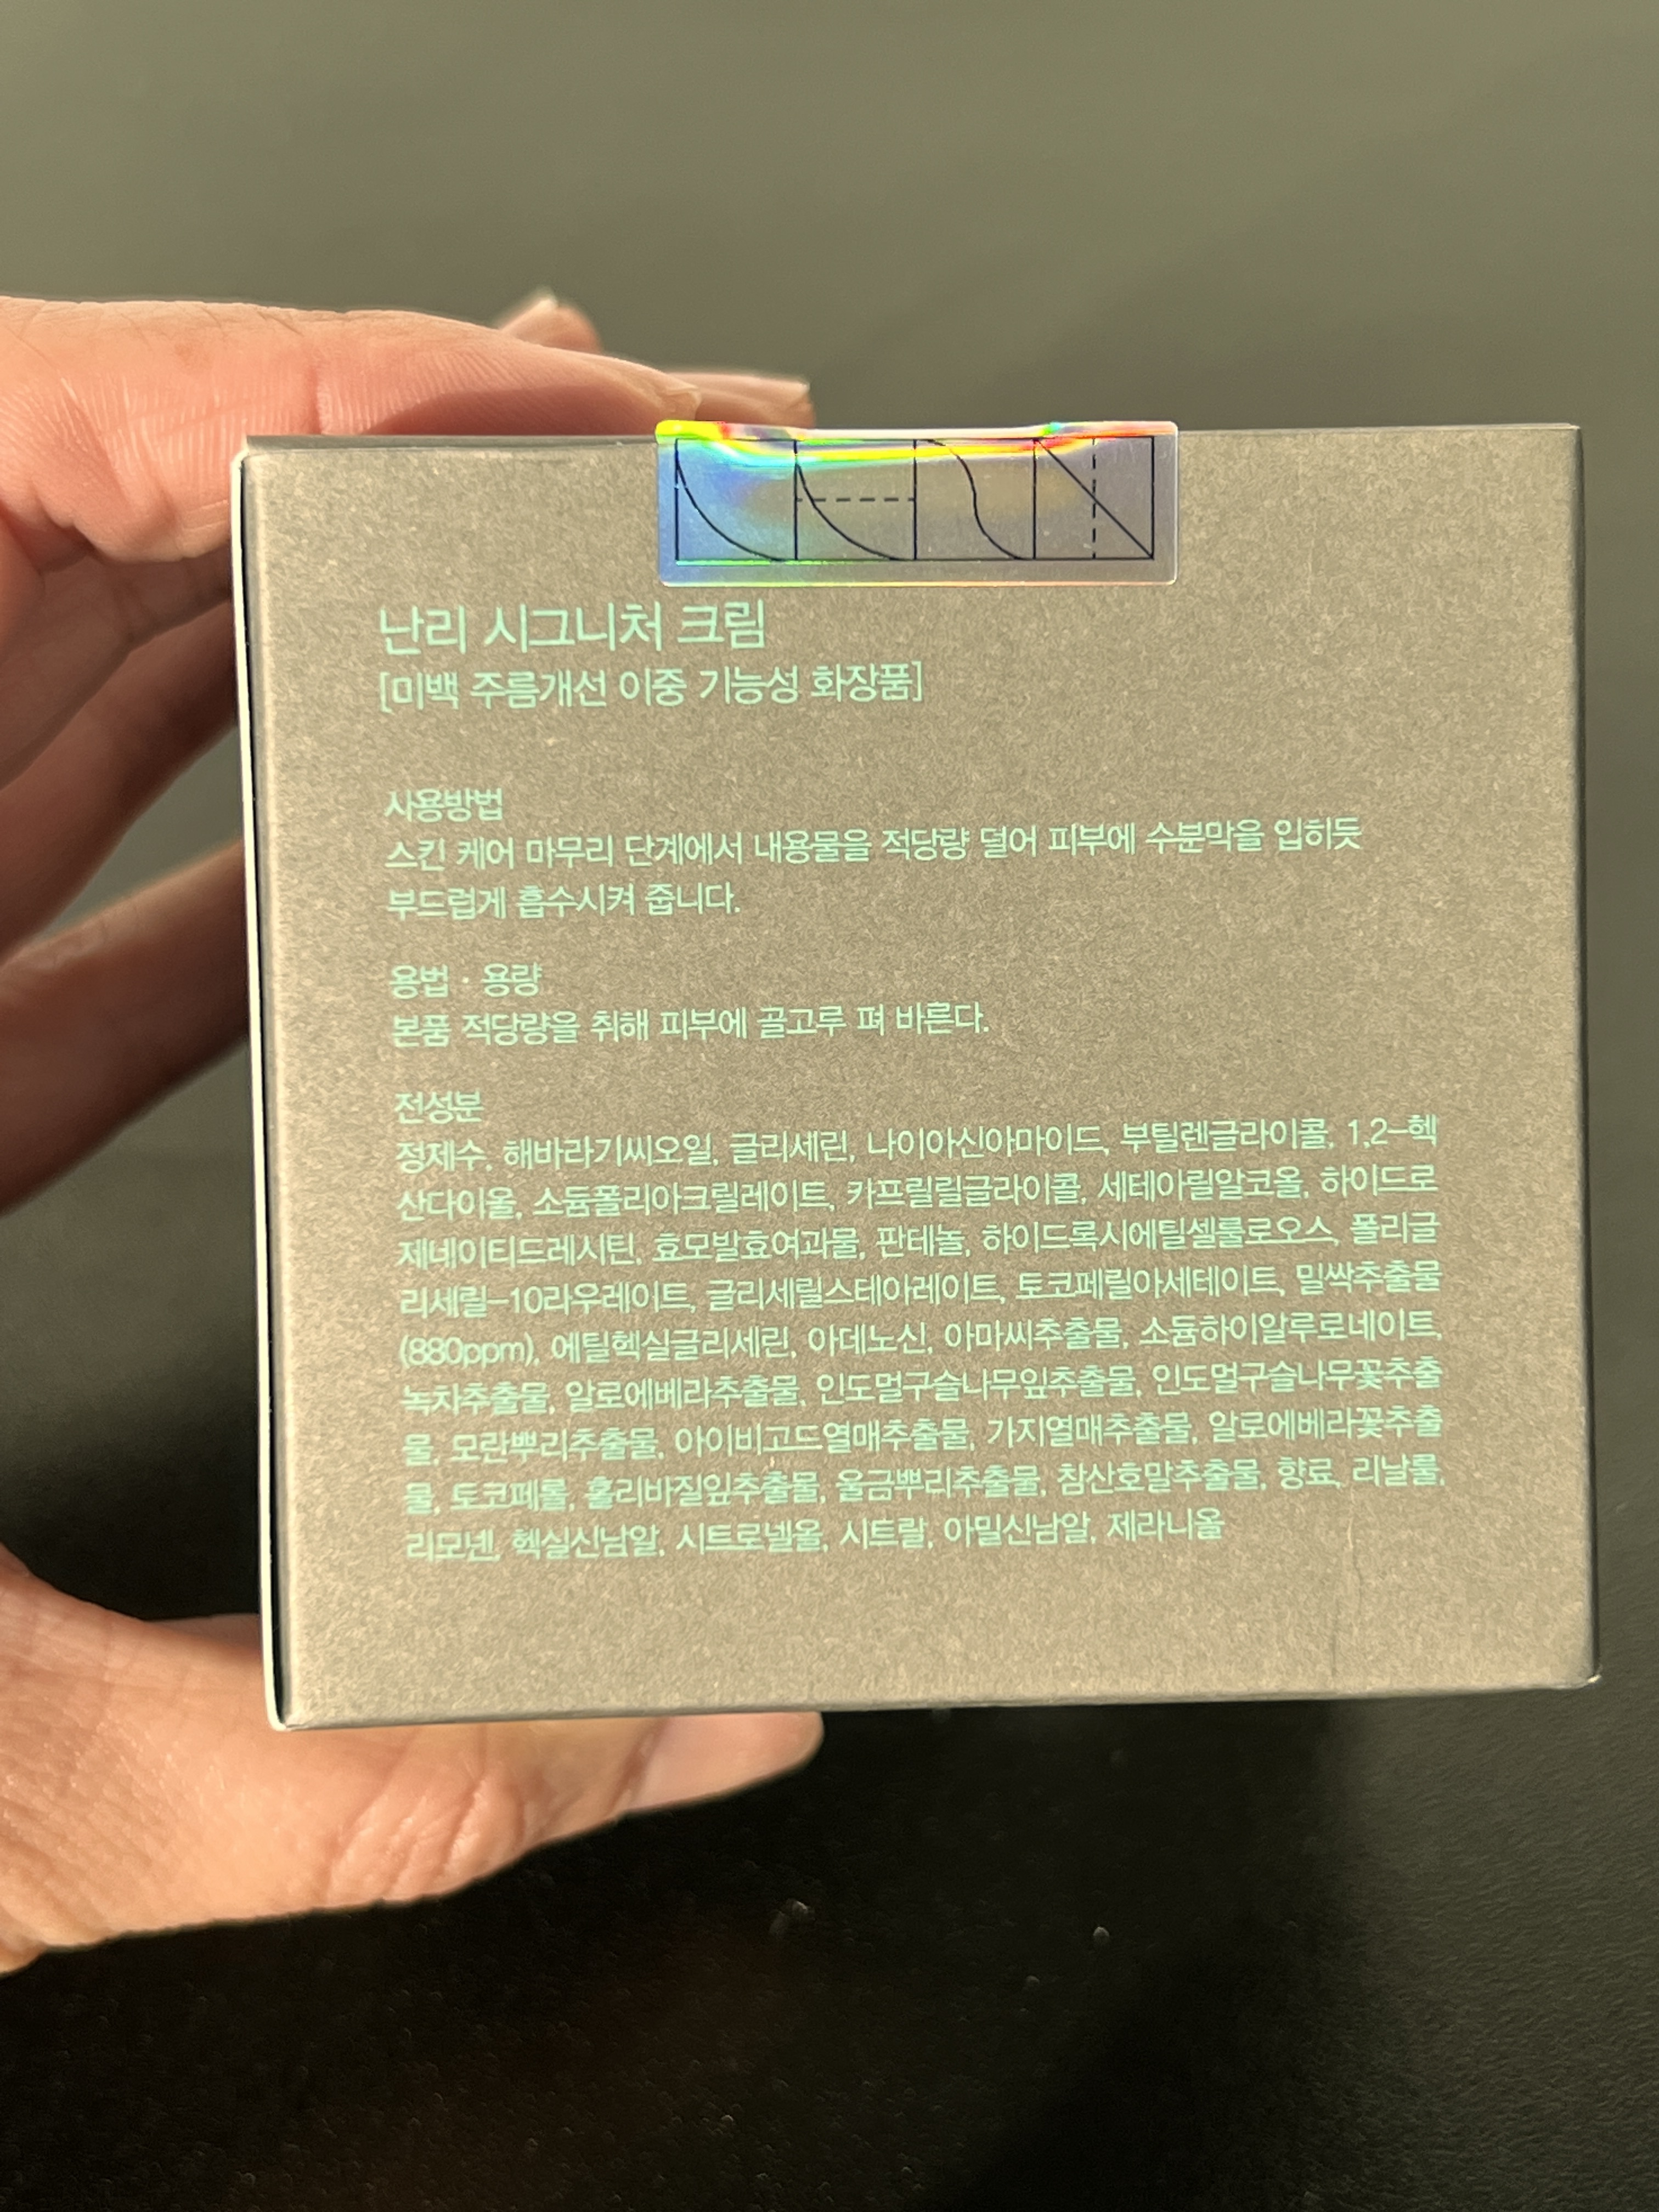 난리 시그니처 크림
[미백 주름개선 이중 기능성 화장품]
사용방법
스킨 케어 마무리 단계에서 내용물을 적당량 덜어 피부에 수분막을 입히듯
부드럽게 흡수시켜 줍니다.
용법 · 용량
본품 적당량을 취해 피부에 골고루 펴 바른다.
전성분
정제수, 해바라기씨오일, 글리세린, 나이아신아마이드, 부틸렌글라이콜, 1,2-헥
산다이올, 소듐폴리아크릴레이트, 카프릴릴글라이콜, 세테아릴알코올, 하이드로
제네이티드레시틴, 효모발효여과물, 판테놀, 하이드록시에틸셀룰로오스, 폴리글
리세릴-10라우레이트, 글리세릴스테아레이트, 토코페릴아세테이트, 밀싹추출물
(880ppm), 에틸헥실글리세린, 아데노신, 아마씨추출물, 소듐하이알루로네이트,
녹차추출물, 알로에베라추출물, 인도멀구슬나무잎추출물, 인도멀구슬나무꽃추출
물, 모란뿌리추출물, 아이비고드열매추출물, 가지열매추출물, 알로에베라꽃추출
물, 토코페롤, 홀리바질잎추출물, 울금뿌리추출물, 참산호말추출물, 향료, 리날룰,
리모넨, 헥실신남알, 시트로넬올, 시트랄, 아밀신남알, 제라니올